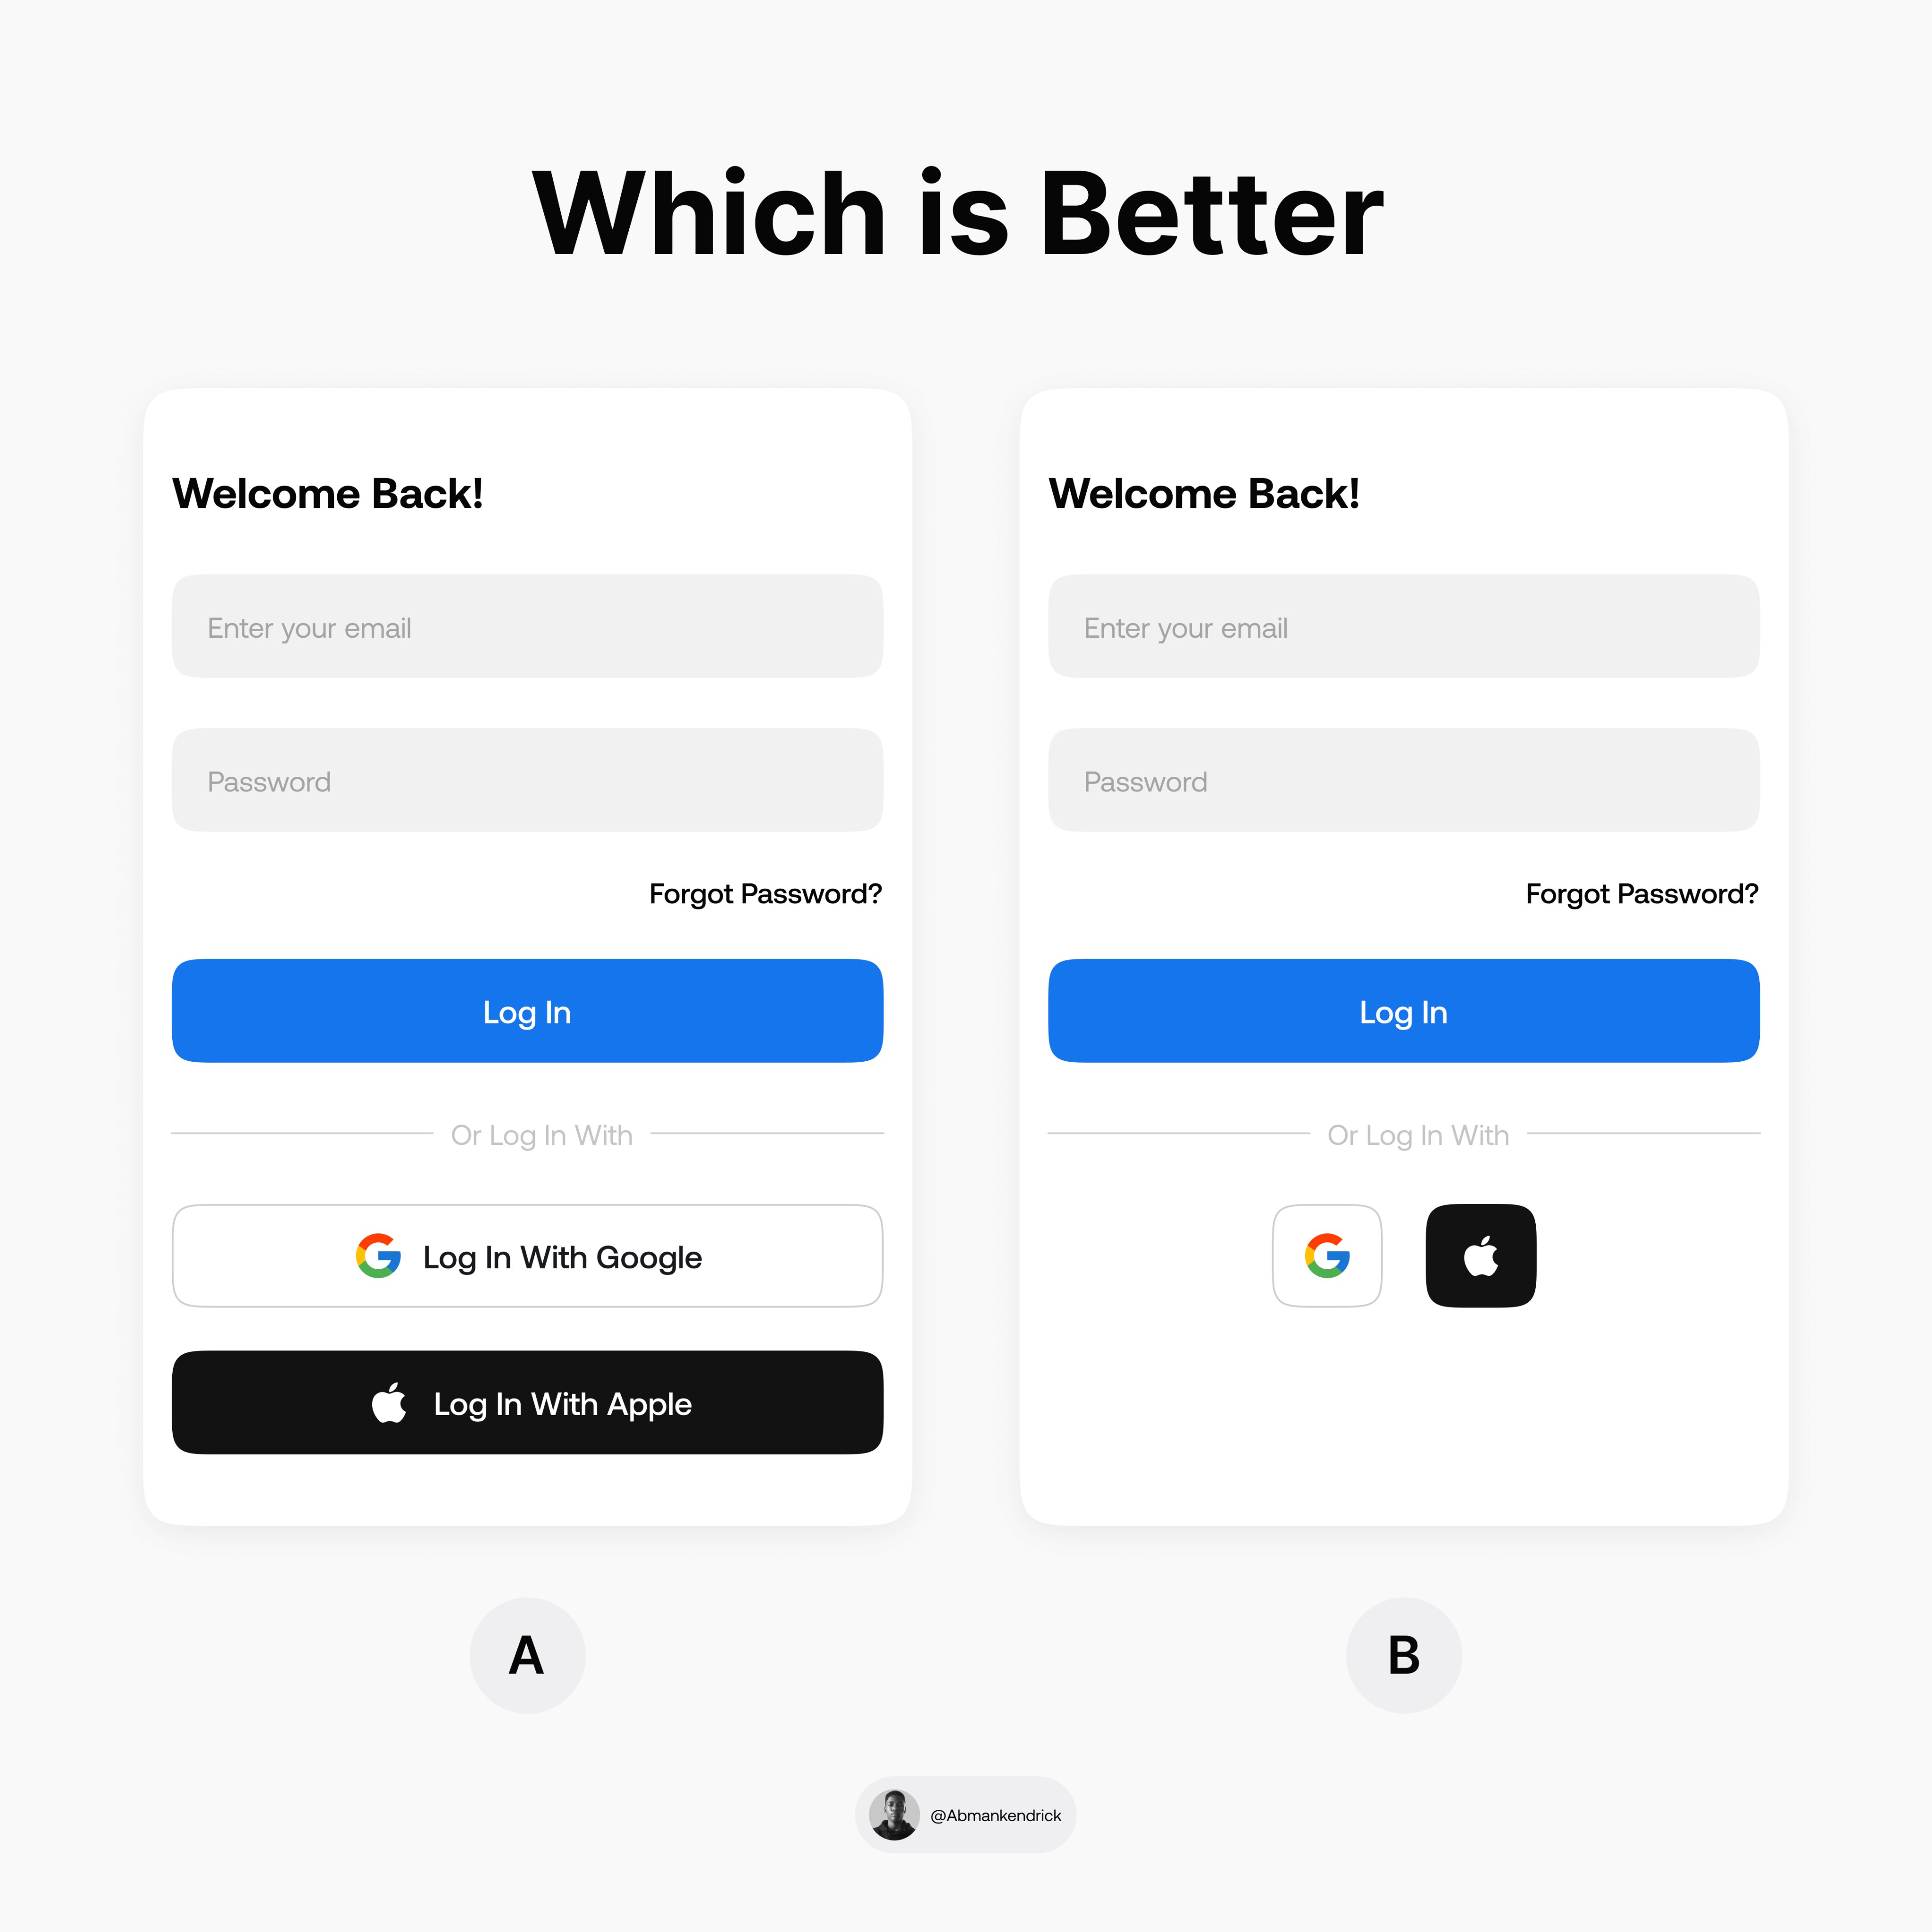 Which is Better
Welcome Back!
Enter your email
Password
Forgot Password?
Log In
Or Log In With
Log In With Google
Log In With Apple
A
Welcome Back!
Enter your email
Password
Forgot Password?
Log In
Or Log In With
B
@Abmankendrick